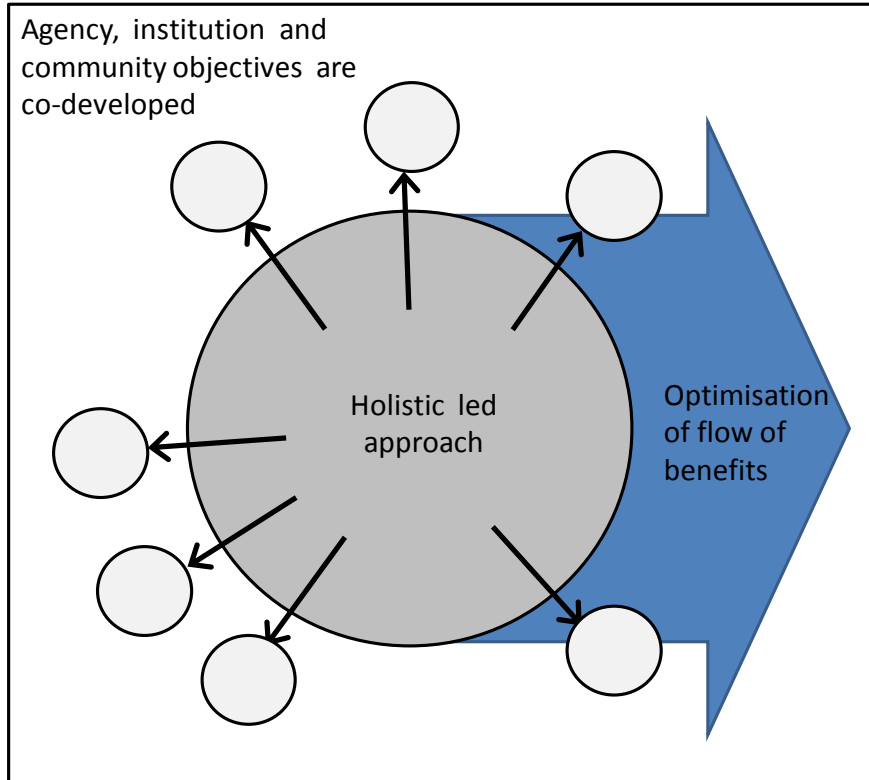 Agency, institution and
community objectives are
co-developed
Holistic led
approach
Optimisation
of flow of
benefits